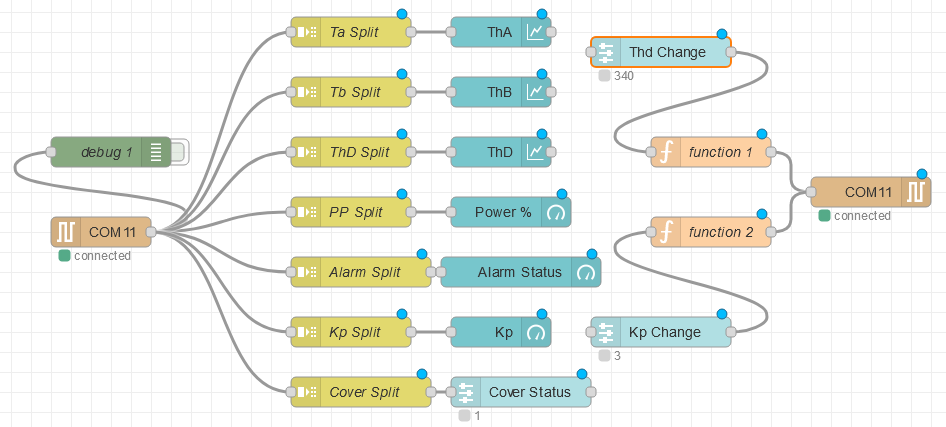 Ta Split
ThA
Thd Change
340
Tb Split
ThB
debug 1
ThD Split
ThD
function 1
PP Split
Power %
COM11
connected
COM11
connected
function 2
Alarm Split
Alarm Status
Kp Split
Kp
Kp Change
3
Cover Split
Cover Status
1